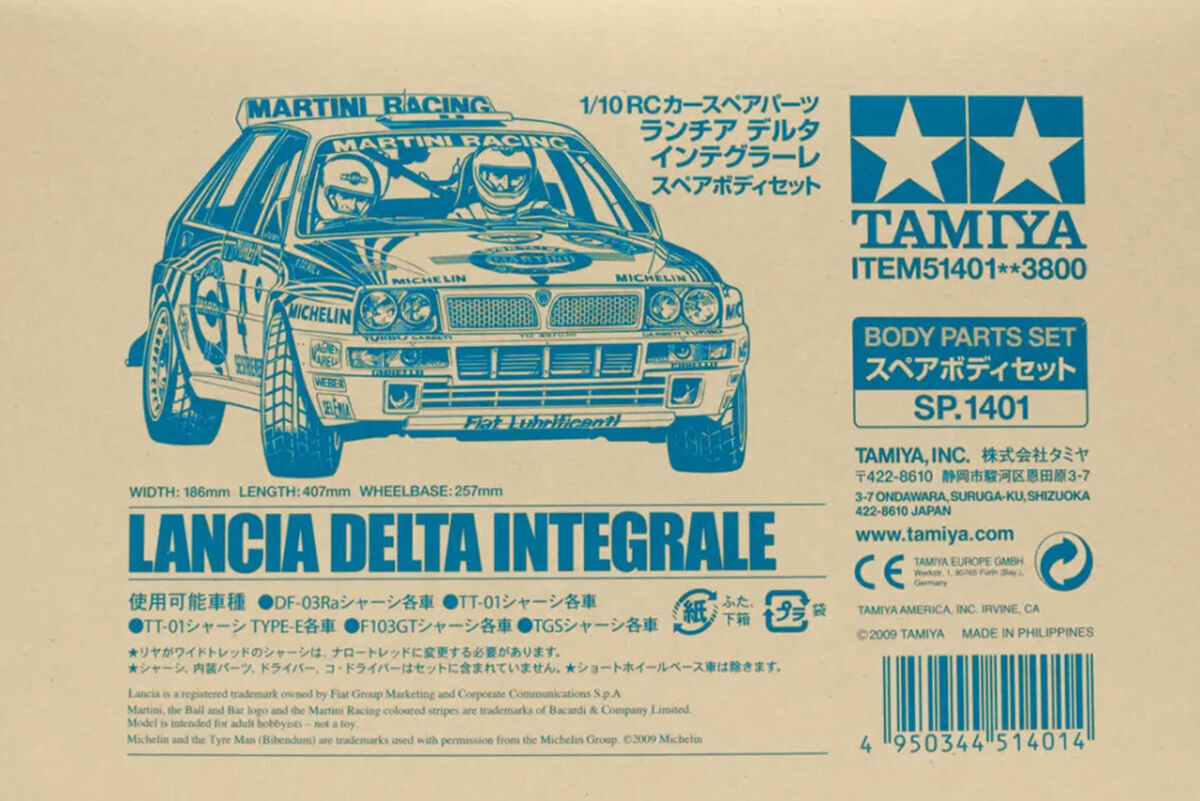 MARTINI RACING
MARTINI RACING
MARTINI
MICHELIN
MICHELIN
MICHELIN
TURBO GARRETT
GARRETT TURBO
MAGNETI
MARELLI
WEBER
SELENIA
Fiat Lubrificanti
1/10 RCカースペアパーツ
ランチア デルタ
インテグラーレ
スペアボディセット
TAMIYA
ITEM51401**3800
BODY PARTS SET
スペアボディセット
SP.1401
WIDTH: 186mm LENGTH: 407mm WHEELBASE: 257mm
LANCIA DELTA INTEGRALE
使用可能車種 ●DF-03Raシャーシ各車 ●TT-01シャーシ各車
●TT-01シャーシ TYPE-E各車 ●F103GTシャーシ各車 ●TGSシャーシ各車
紙 ふた、
下箱
プラ 袋
★リヤがワイドトレッドのシャーシは、ナロートレッドに変更する必要があります。
★シャーシ、内装パーツ、ドライバー、コ・ドライバーはセットに含まれていません。★ショートホイールベース車は除きます。
Lancia is a registered trademark owned by Fiat Group Marketing and Corporate Communications S.p.A
Martini, the Ball and Bar logo and the Martini Racing coloured stripes are trademarks of Bacardi & Company Limited.
Model is intended for adult hobbyists – not a toy.
Michelin and the Tyre Man (Bibendum) are trademarks used with permission from the Michelin Group. ©2009 Michelin
TAMIYA, INC. 株式会社タミヤ
〒422-8610 静岡市駿河区恩田原3-7
3-7 ONDAWARA, SURUGA-KU, SHIZUOKA
422-8610 JAPAN
www.tamiya.com
CE TAMIYA EUROPE GMBH
Werkstr. 1, 90765 Fürth (Bay.),
Germany
TAMIYA AMERICA, INC. IRVINE, CA
©2009 TAMIYA MADE IN PHILIPPINES
4 950344 514014